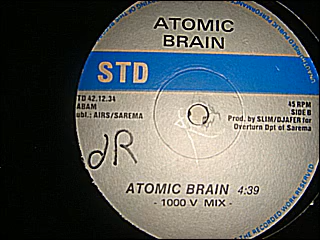 ATOMIC
BRAIN
STD
TD 42.12.34
ABAM
ubl.: AIRS/SAREMA
45 RPM
SIDE B
Prod. by SLIM/DJAFER for
Overturn Dpt of Sarema
dR
ATOMIC BRAIN 4:39
- 1000 V MIX -